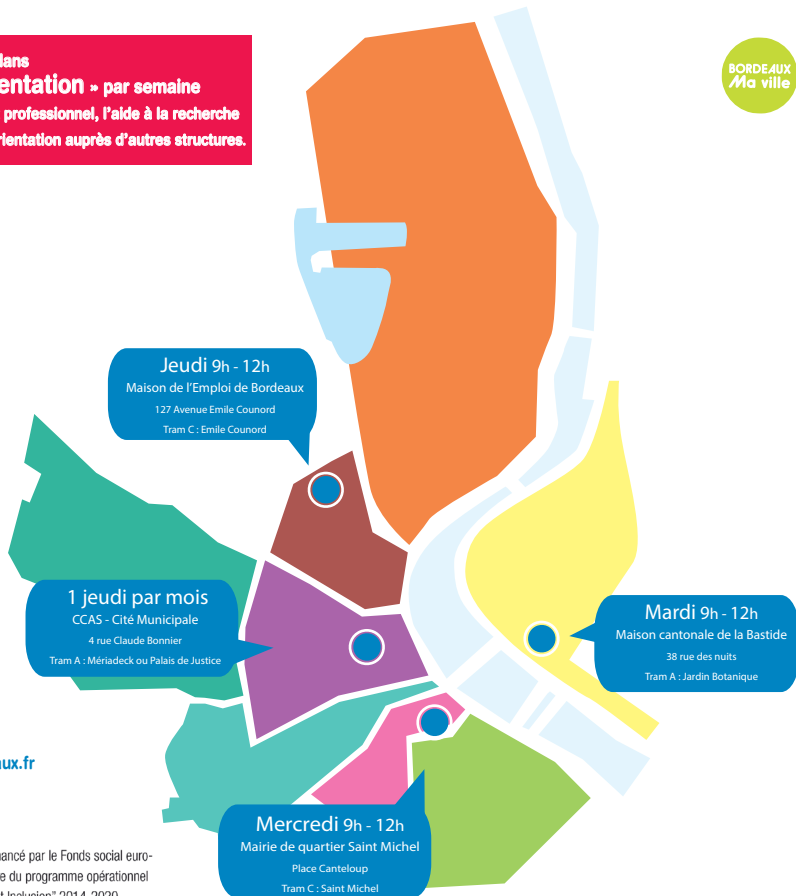 dans
entation » par semaine
professionnel, l'aide à la recherche
rientation auprès d'autres structures.
BORDEAUX
Ma ville
Jeudi 9h - 12h
Maison de l'Emploi de Bordeaux
127 Avenue Emile Counord
Tram C : Emile Counord
1 jeudi par mois
CCAS - Cité Municipale
4 rue Claude Bonnier
Tram A : Mériadeck ou Palais de Justice
Mardi 9h - 12h
Maison cantonale de la Bastide
38 rue des nuits
Tram A : Jardin Botanique
Mercredi 9h - 12h
Mairie de quartier Saint Michel
Place Canteloup
Tram C : Saint Michel
aux.fr
ancé par le Fonds social euro-
e du programme opérationnel
t Inclusion" 2014-2020